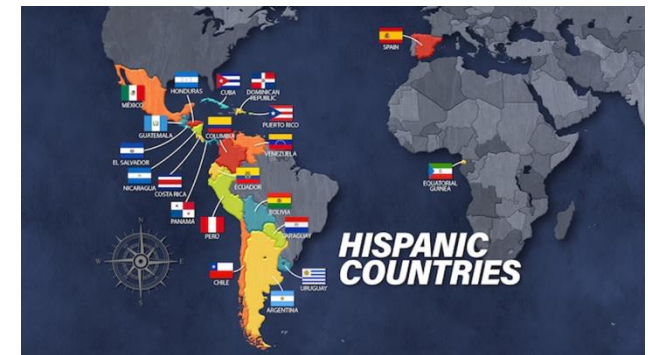 SPAIN
HONDURAS
CUBA
DOMINICAN
REPUBLIC
MEXICO
PUERTO RICO
GUATEMALA
COLUMBIA
VENEZUELA
EL SALVADOR
NICARAGUA
COSTA RICA
ECUADOR
EQUATORIAL
GUINEA
PANAMA
BOLIVIA
PERU
PARAGUAY
HISPANIC
COUNTRIES
CHILE
URUGUAY
ARGENTINA
N
W
E